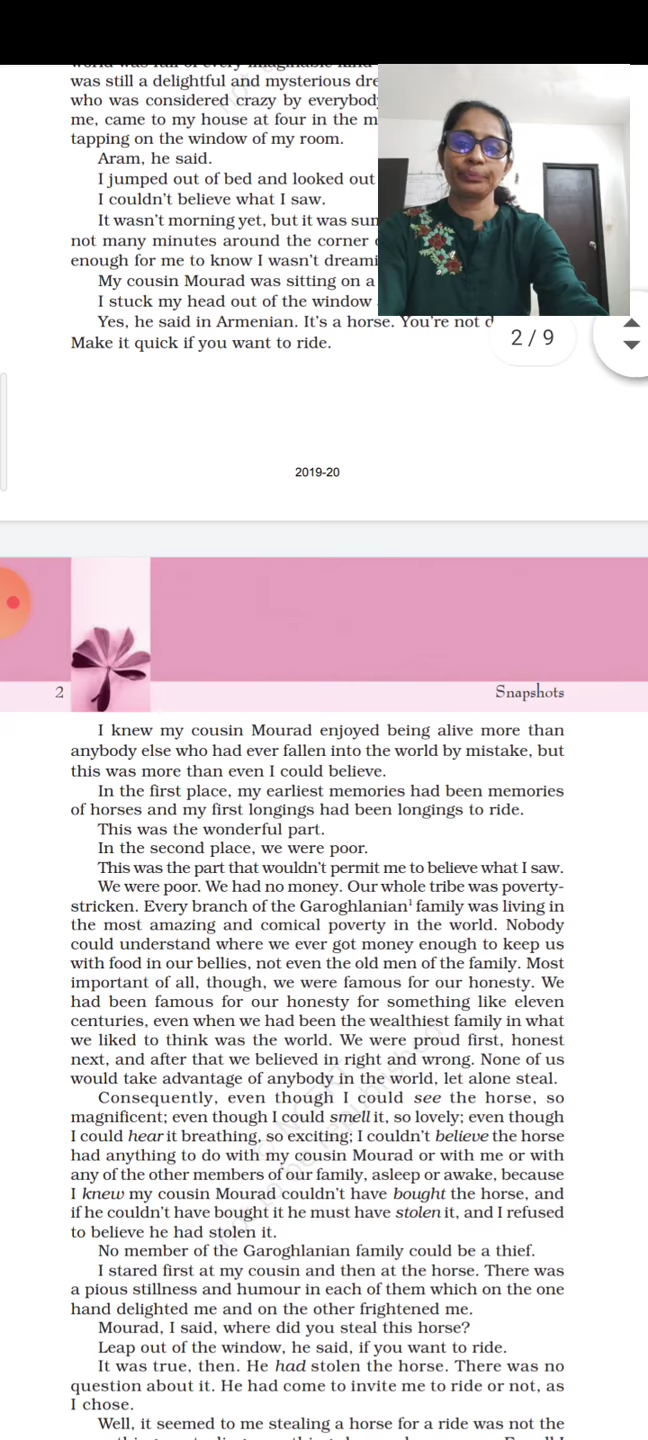 was still a delightful and mysterious dre
who was considered crazy by everybody
me, came to my house at four in the m
tapping on the window of my room.
Aram, he said.
I jumped out of bed and looked out
I couldn't believe what I saw.
It wasn't morning yet, but it was sum
not many minutes around the corner
enough for me to know I wasn't dreami
My cousin Mourad was sitting on a
I stuck my head out of the window
Yes, he said in Armenian. It's a horse. You're not d
Make it quick if you want to ride.
2 / 9
2019-20
2
Snapshots
I knew my cousin Mourad enjoyed being alive more than
anybody else who had ever fallen into the world by mistake, but
this was more than even I could believe.
In the first place, my earliest memories had been memories
of horses and my first longings had been longings to ride.
This was the wonderful part.
In the second place, we were poor.
This was the part that wouldn't permit me to believe what I saw.
We were poor. We had no money. Our whole tribe was poverty-
stricken. Every branch of the Garoghlanian¹ family was living in
the most amazing and comical poverty in the world. Nobody
could understand where we ever got money enough to keep us
with food in our bellies, not even the old men of the family. Most
important of all, though, we were famous for our honesty. We
had been famous for our honesty for something like eleven
centuries, even when we had been the wealthiest family in what
we liked to think was the world. We were proud first, honest
next, and after that we believed in right and wrong. None of us
would take advantage of anybody in the world, let alone steal.
Consequently, even though I could see the horse, so
magnificent; even though I could smell it, so lovely; even though
I could hear it breathing, so exciting; I couldn't believe the horse
had anything to do with my cousin Mourad or with me or with
any of the other members of our family, asleep or awake, because
I knew my cousin Mourad couldn't have bought the horse, and
if he couldn't have bought it he must have stolen it, and I refused
to believe he had stolen it.
No member of the Garoghlanian family could be a thief.
I stared first at my cousin and then at the horse. There was
a pious stillness and humour in each of them which on the one
hand delighted me and on the other frightened me.
Mourad, I said, where did you steal this horse?
Leap out of the window, he said, if you want to ride.
It was true, then. He had stolen the horse. There was no
question about it. He had come to invite me to ride or not, as
I chose.
Well, it seemed to me stealing a horse for a ride was not the